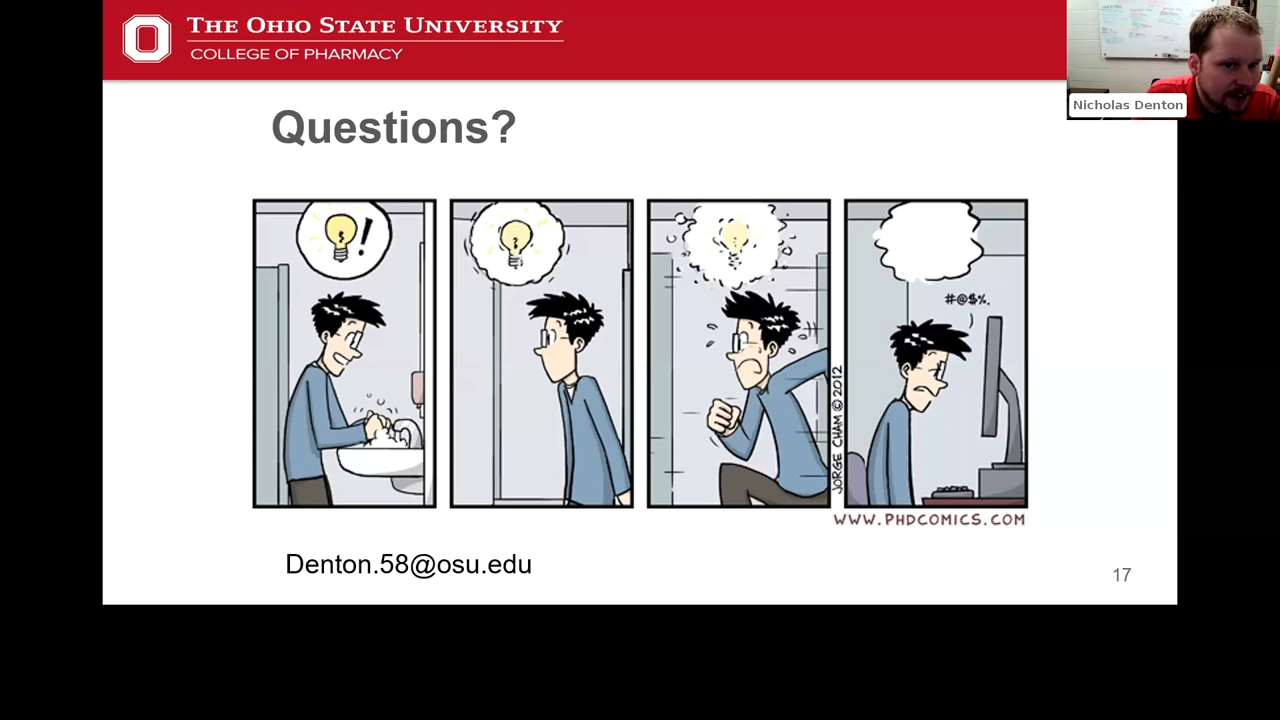 THE OHIO STATE UNIVERSITY
COLLEGE OF PHARMACY
Nicholas Denton
Questions?
!
#@$%.
JORGE CHAM © 2012
WWW.PHDCOMICS.COM
Denton.58@osu.edu
17